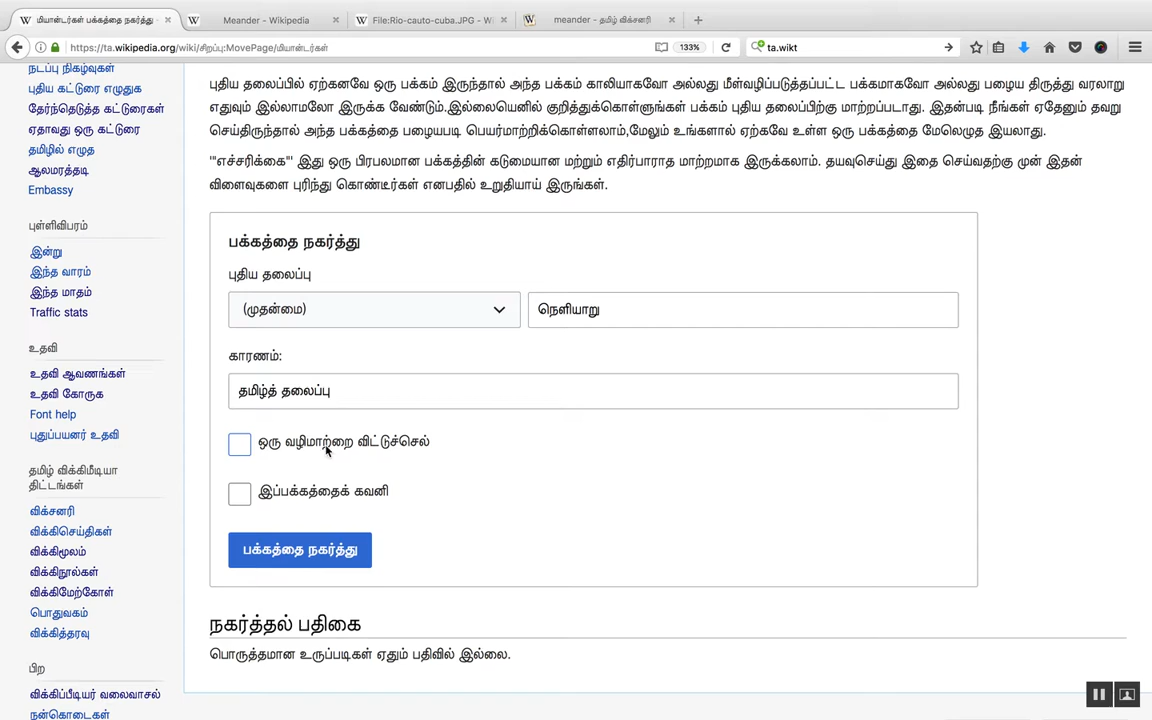 மியான்டர்கள் பக்கத்தை நகர்த்து
Meander - Wikipedia
File:Rio-cauto-cuba.JPG - Wi
meander - தமிழ் விக்சனரி
https://ta.wikipedia.org/wiki/சிறப்பு:MovePage/மியான்டர்கள்
133%
ta.wikt
நடப்பு நிகழ்வுகள்
புதிய கட்டுரை எழுதுக
தேர்ந்தெடுத்த கட்டுரைகள்
ஏதாவது ஒரு கட்டுரை
தமிழில் எழுத
ஆலமரத்தடி
Embassy
புள்ளிவிபரம்
இன்று
இந்த வாரம்
இந்த மாதம்
Traffic stats
உதவி
உதவி ஆவணங்கள்
உதவி கோருக
Font help
புதுப்பயனர் உதவி
தமிழ் விக்கிமீடியா
திட்டங்கள்
விக்சனரி
விக்கிசெய்திகள்
விக்கிமூலம்
விக்கிநூல்கள்
விக்கிமேற்கோள்
பொதுவகம்
விக்கித்தரவு
பிற
விக்கிப்பீடியர் வலைவாசல்
நன்கொடைகள்
புதிய தலைப்பில் ஏற்கனவே ஒரு பக்கம் இருந்தால் அந்த பக்கம் காலியாகவோ அல்லது மீள்வழிப்படுத்தப்பட்ட பக்கமாகவோ அல்லது பழைய திருத்து வரலாறு
எதுவும் இல்லாமலோ இருக்க வேண்டும்.இல்லையெனில் குறித்துக்கொள்ளுங்கள் பக்கம் புதிய தலைப்பிற்கு மாற்றப்படாது. இதன்படி நீங்கள் ஏதேனும் தவறு
செய்திருந்தால் அந்த பக்கத்தை பழையபடி பெயர்மாற்றிக்கொள்ளலாம்,மேலும் உங்களால் ஏற்கவே உள்ள ஒரு பக்கத்தை மேலெழுத இயலாது.
'"எச்சரிக்கை"' இது ஒரு பிரபலமான பக்கத்தின் கடுமையான மற்றும் எதிர்பாராத மாற்றமாக இருக்கலாம். தயவுசெய்து இதை செய்வதற்கு முன் இதன்
விளைவுகளை புரிந்து கொண்டீர்கள் எனபதில் உறுதியாய் இருங்கள்.
பக்கத்தை நகர்த்து
புதிய தலைப்பு
(முதன்மை)
நெளியாறு
காரணம்:
தமிழ்த் தலைப்பு
ஒரு வழிமாற்றை விட்டுச்செல்
இப்பக்கத்தைக் கவனி
பக்கத்தை நகர்த்து
நகர்த்தல் பதிகை
பொருத்தமான உருப்படிகள் ஏதும் பதிவில் இல்லை.